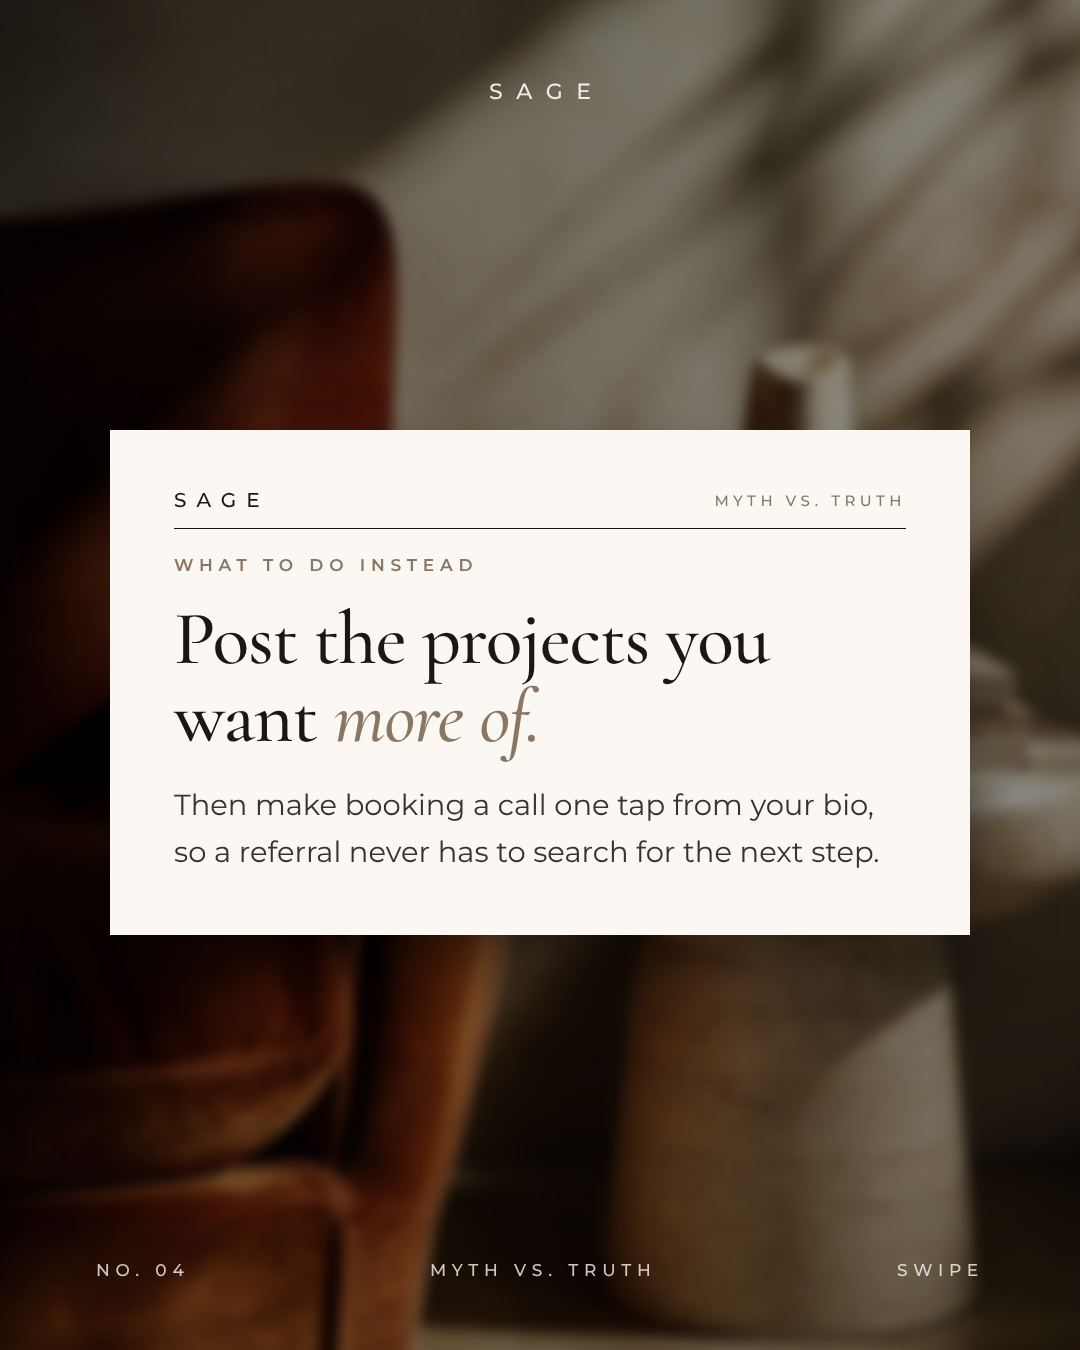 SAGE
SAGE
MYTH VS. TRUTH
WHAT TO DO INSTEAD
Post the projects you
want more of.
Then make booking a call one tap from your bio,
so a referral never has to search for the next step.
NO. 04
MYTH VS. TRUTH
SWIPE